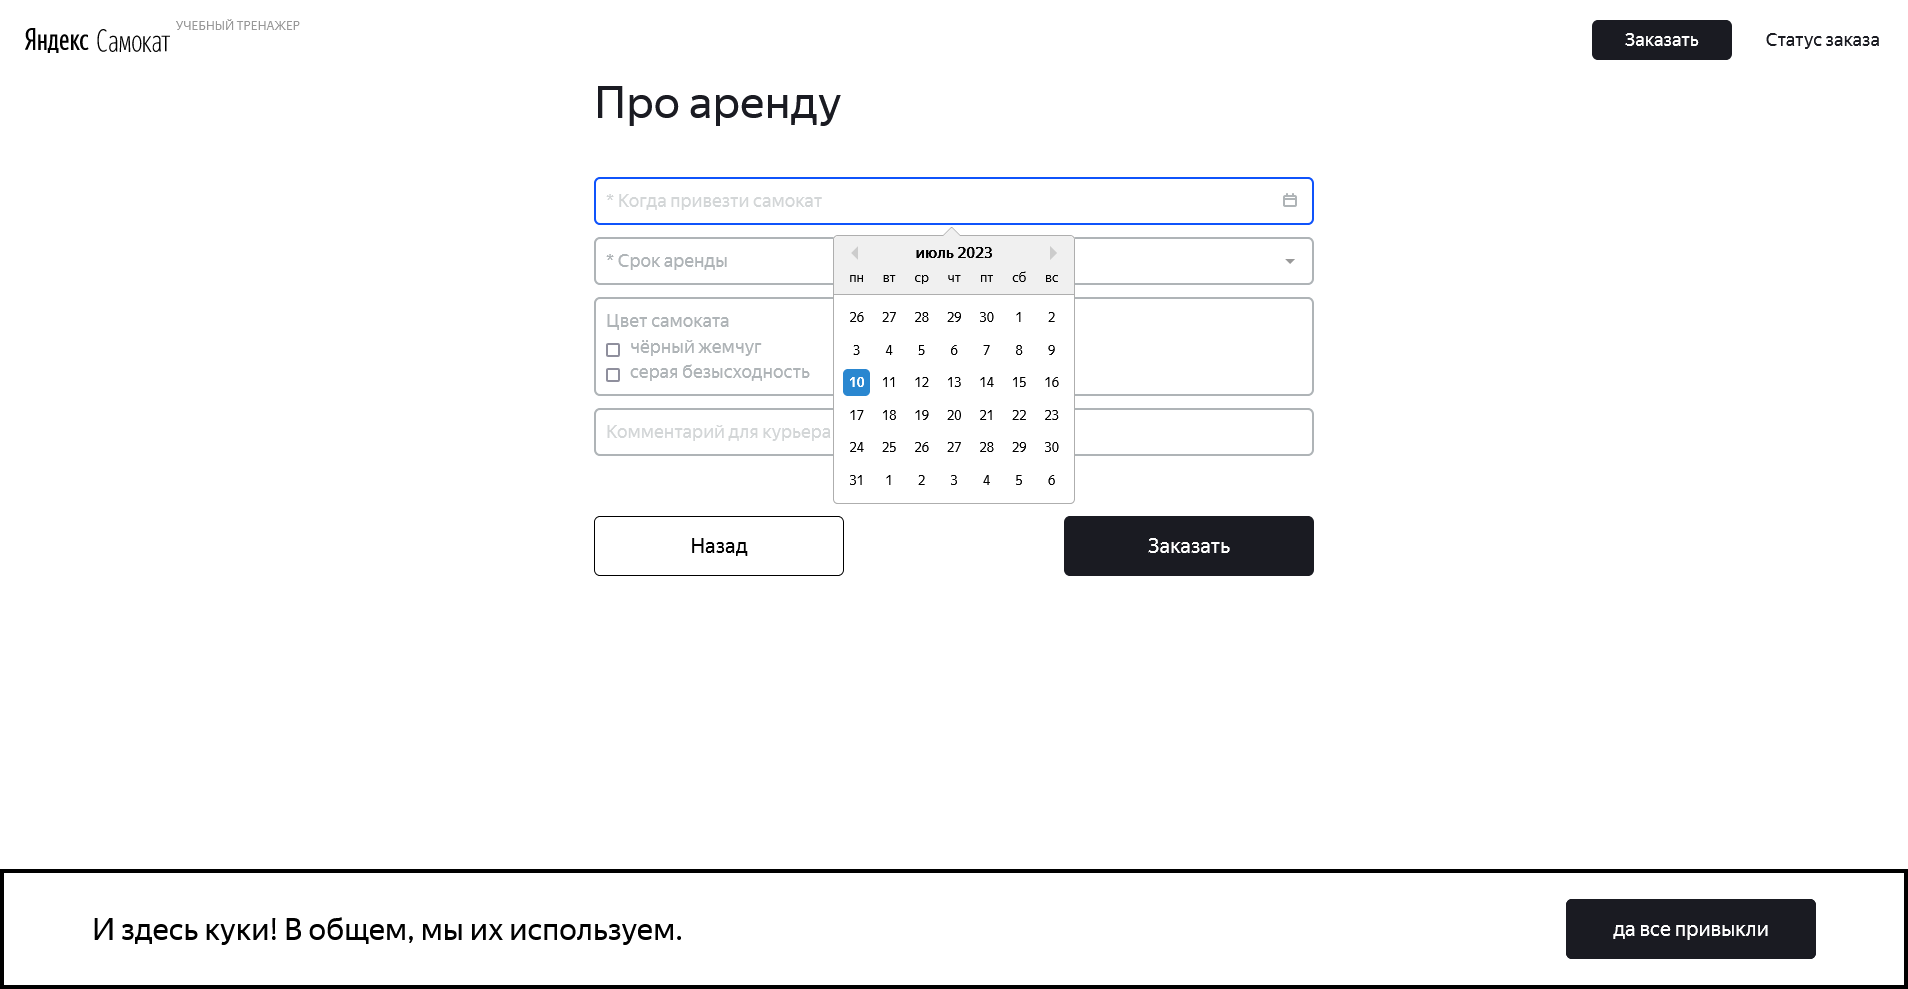 Яндекс Самокат УЧЕБНЫЙ ТРЕНАЖЕР
Заказать Статус заказа
Про аренду
* Когда привезти самокат
* Срок аренды
июль 2023
пн вт ср чт пт сб вс
26 27 28 29 30 1 2
3 4 5 6 7 8 9
10 11 12 13 14 15 16
17 18 19 20 21 22 23
24 25 26 27 28 29 30
31 1 2 3 4 5 6
Цвет самоката
чёрный жемчуг
серая безысходность
Комментарий для курьера
Назад Заказать
И здесь куки! В общем, мы их используем. да все привыкли